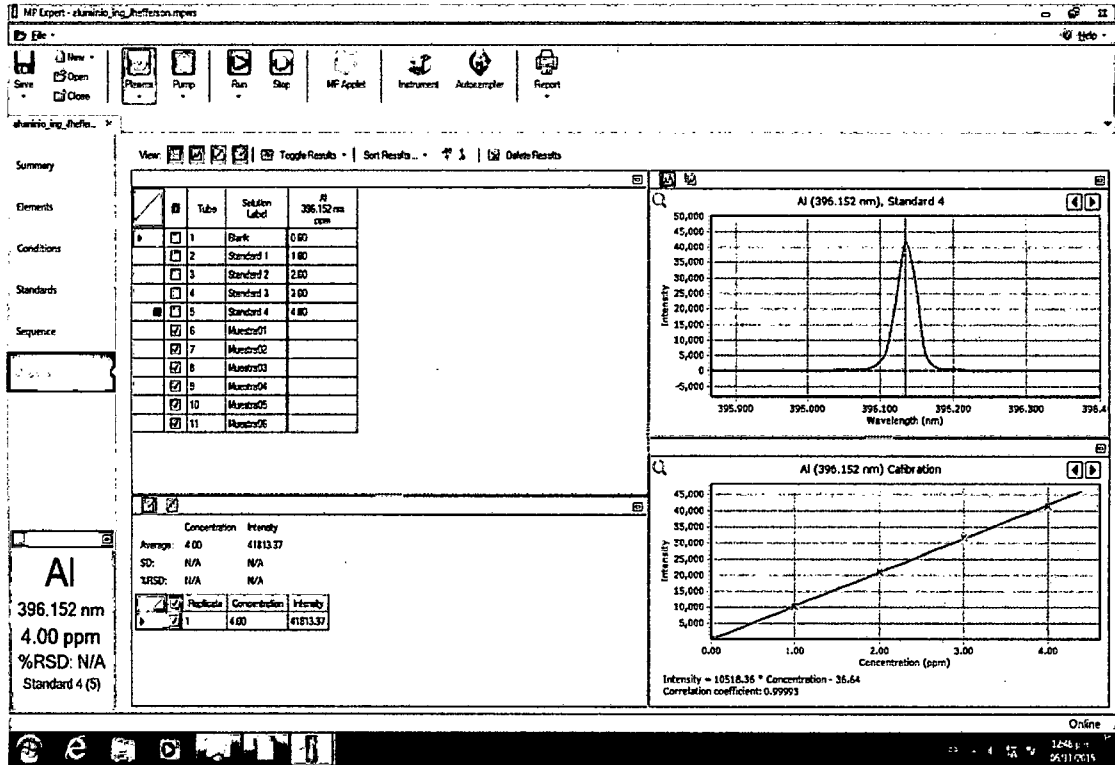 MP Expert - aluminio_ing_Jhefferson.mpws
File
Help
Save
New
Open
Close
Plasma
Pump
Run
Stop
MP Applet
Instrument
Autosampler
Report
aluminio_ing_Jheffer... ×
Summary
Elements
Conditions
Standards
Sequence
View:
Toggle Results
Sort Results...
Delete Results
Tube Solution Label Al 396.152 nm ppm
1 Blank 0.00
2 Standard 1 1.00
3 Standard 2 2.00
4 Standard 3 3.00
5 Standard 4 4.00
6 Muestra01
7 Muestra02
8 Muestra03
9 Muestra04
10 Muestra05
11 Muestra06
Al (396.152 nm), Standard 4
50,000
45,000
40,000
35,000
30,000
25,000
20,000
15,000
10,000
5,000
0
-5,000
Intensity
395.900 395.000 396.100 396.200 396.300 396.4
Wavelength (nm)
Concentration Intensity
Average: 4.00 41813.37
SD: N/A N/A
%RSD: N/A N/A
Replicate Concentration Intensity
1 4.00 41813.37
Al
396.152 nm
4.00 ppm
%RSD: N/A
Standard 4 (5)
Al (396.152 nm) Calibration
45,000
40,000
35,000
30,000
25,000
20,000
15,000
10,000
5,000
Intensity
0.00 1.00 2.00 3.00 4.00
Concentration (ppm)
Intensity = 10518.36 * Concentration - 36.64
Correlation coefficient: 0.99993
Online
12:48 p.m.
06/11/2015